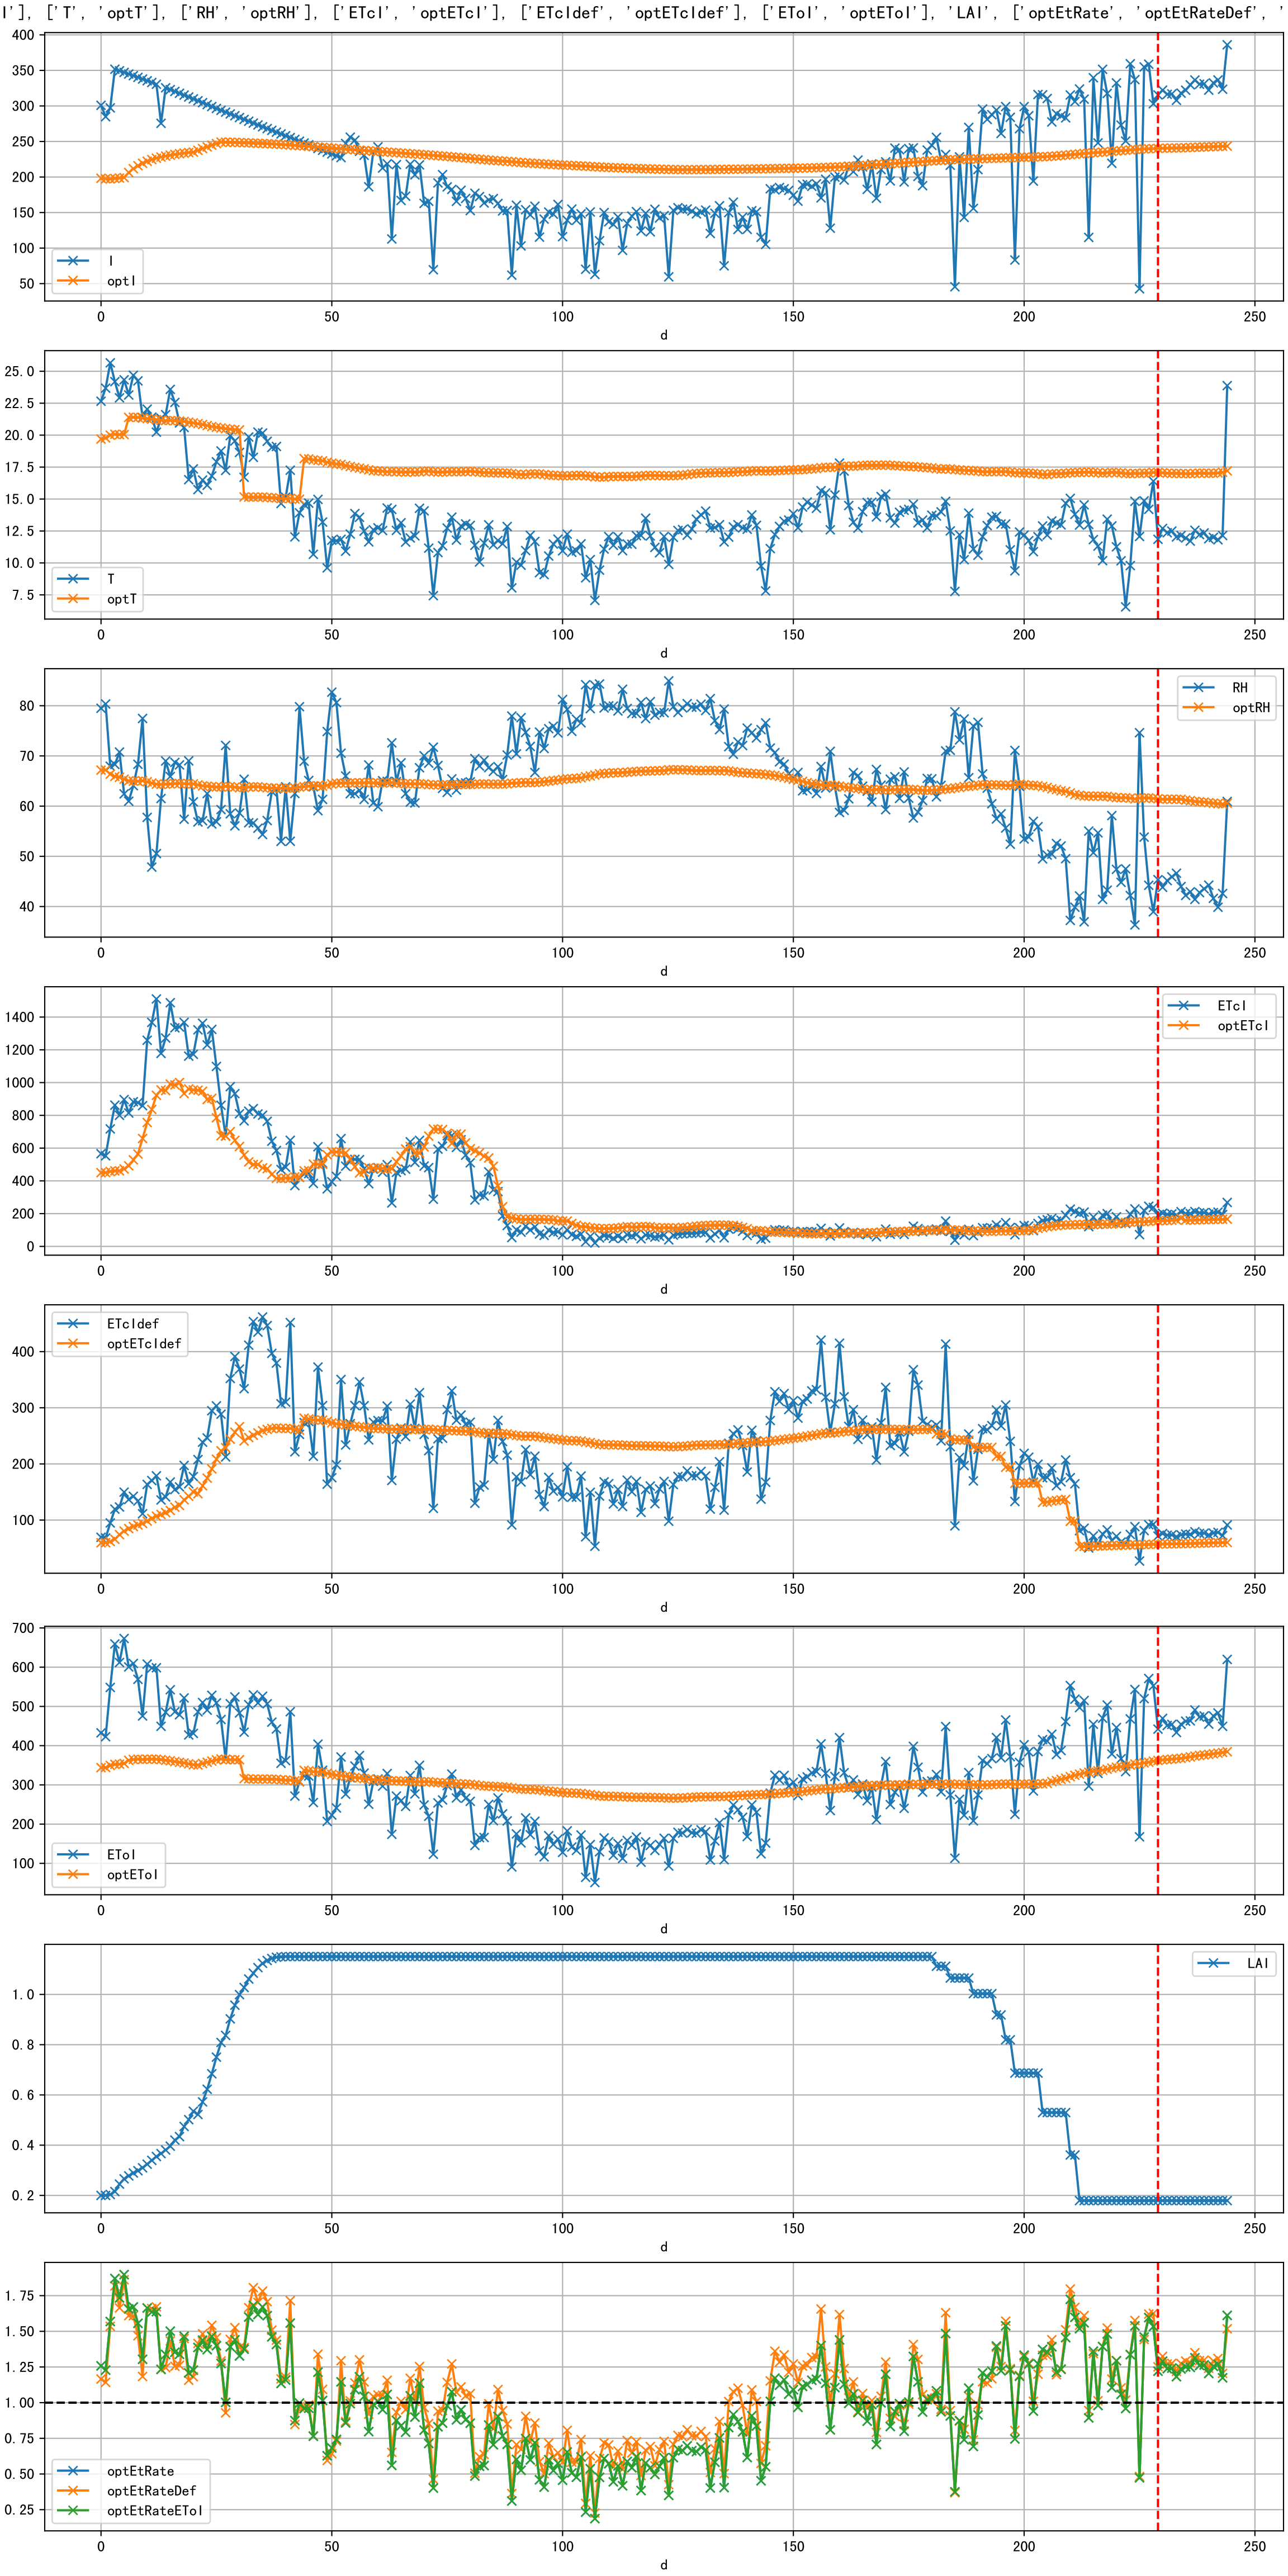 I'], ['T', 'optT'], ['RH', 'optRH'], ['ETcI', 'optETcI'], ['ETcIdef', 'optETcIdef'], ['EToI', 'optEToI'], 'LAI', ['optEtRate', 'optEtRateDef', '
400
350
300
250
200
150
100
50
I
optI
0 50 100 150 200 250
d
25.0
22.5
20.0
17.5
15.0
12.5
10.0
7.5
T
optT
0 50 100 150 200 250
d
80
70
60
50
40
RH
optRH
0 50 100 150 200 250
d
1400
1200
1000
800
600
400
200
0
ETcI
optETcI
0 50 100 150 200 250
d
400
300
200
100
ETcIdef
optETcIdef
0 50 100 150 200 250
d
700
600
500
400
300
200
100
EToI
optEToI
0 50 100 150 200 250
d
1.0
0.8
0.6
0.4
0.2
LAI
0 50 100 150 200 250
d
1.75
1.50
1.25
1.00
0.75
0.50
0.25
optEtRate
optEtRateDef
optEtRateEToI
0 50 100 150 200 250
d